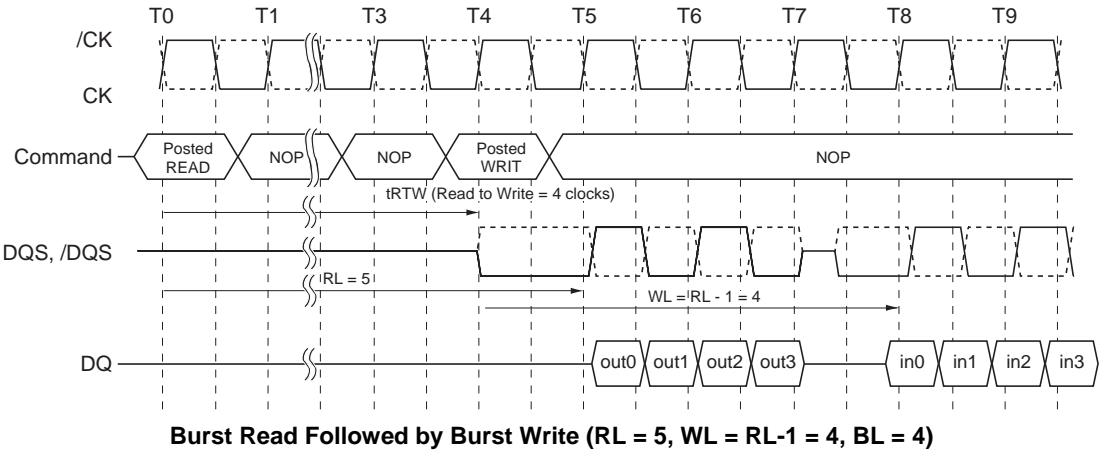 T0 T1 T3 T4 T5 T6 T7 T8 T9
/CK
CK
Command
Posted
READ
NOP
NOP
Posted
WRIT
NOP
tRTW (Read to Write = 4 clocks)
DQS, /DQS
RL = 5
WL = RL - 1 = 4
DQ
out0 out1 out2 out3 in0 in1 in2 in3
Burst Read Followed by Burst Write (RL = 5, WL = RL-1 = 4, BL = 4)